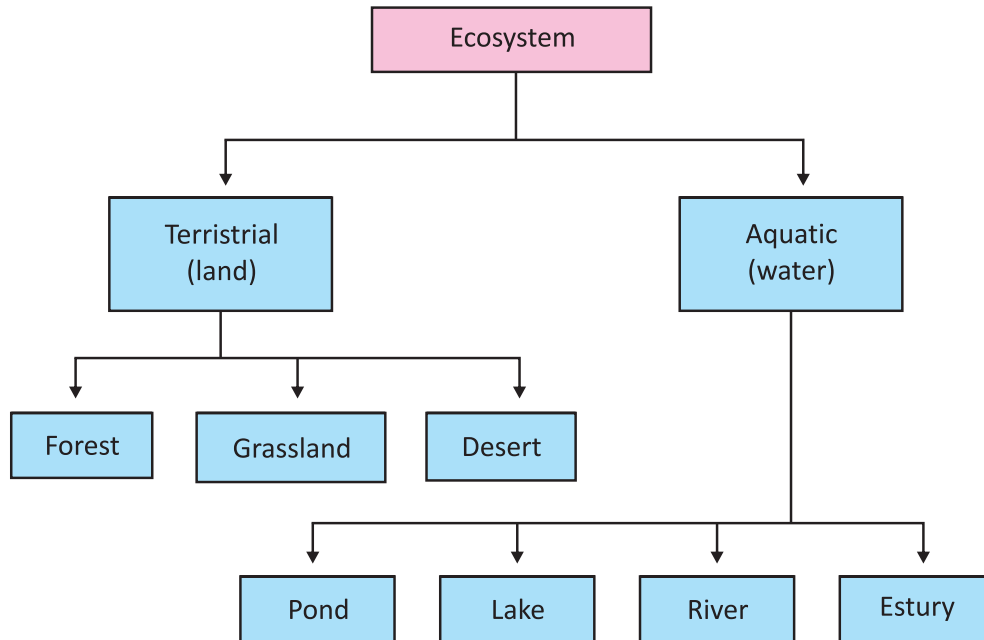 Ecosystem
Terristrial
(land)
Aquatic
(water)
Forest
Grassland
Desert
Pond
Lake
River
Estury